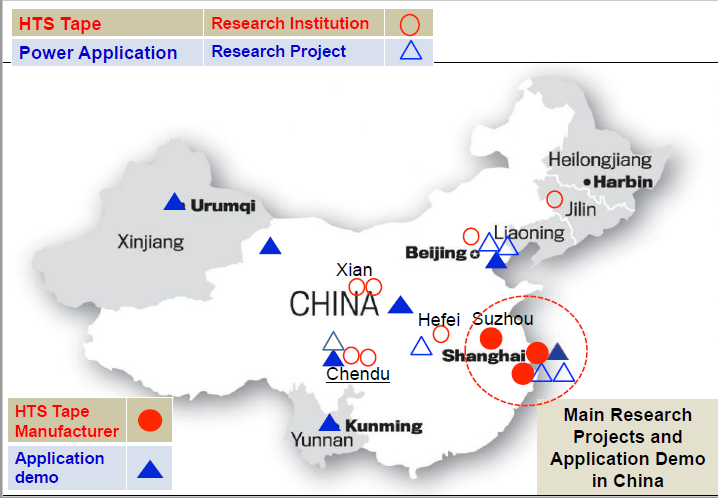 HTS Tape Research Institution
Power Application Research Project
Heilongjiang
Harbin
Jilin
Urumqi
Xinjiang
Liaoning
Beijing
Xian
CHINA
Hefei Suzhou
Shanghai
Chendu
Kunming
Yunnan
HTS Tape
Manufacturer
Application
demo
Main Research
Projects and
Application Demo
in China